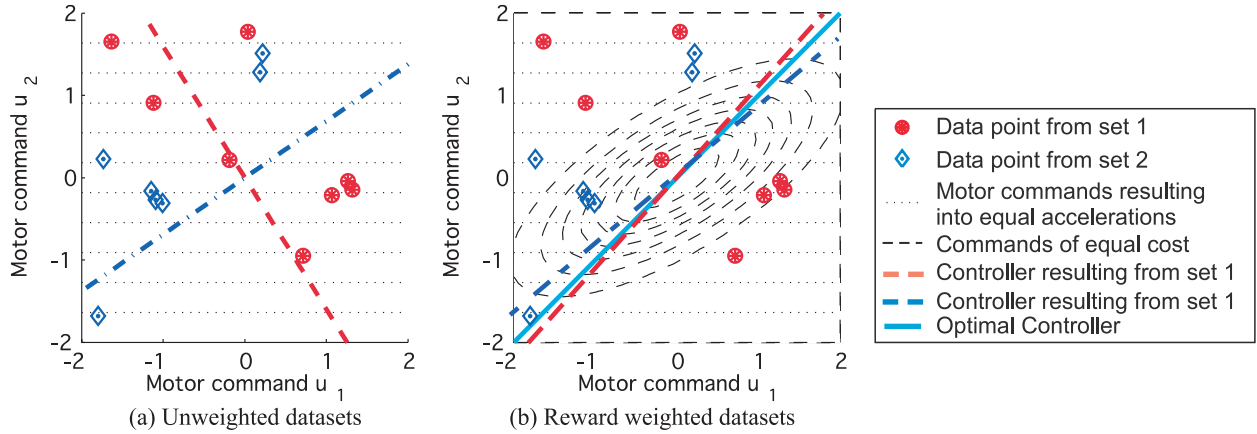 2
1
0
-1
-2
Motor command u 2
-2
-1
0
1
2
Motor command u 1
(a) Unweighted datasets
2
1
0
-1
-2
Motor command u 2
-2
-1
0
1
2
Motor command u 1
(b) Reward weighted datasets
Data point from set 1
Data point from set 2
Motor commands resulting
into equal accelerations
Commands of equal cost
Controller resulting from set 1
Controller resulting from set 1
Optimal Controller